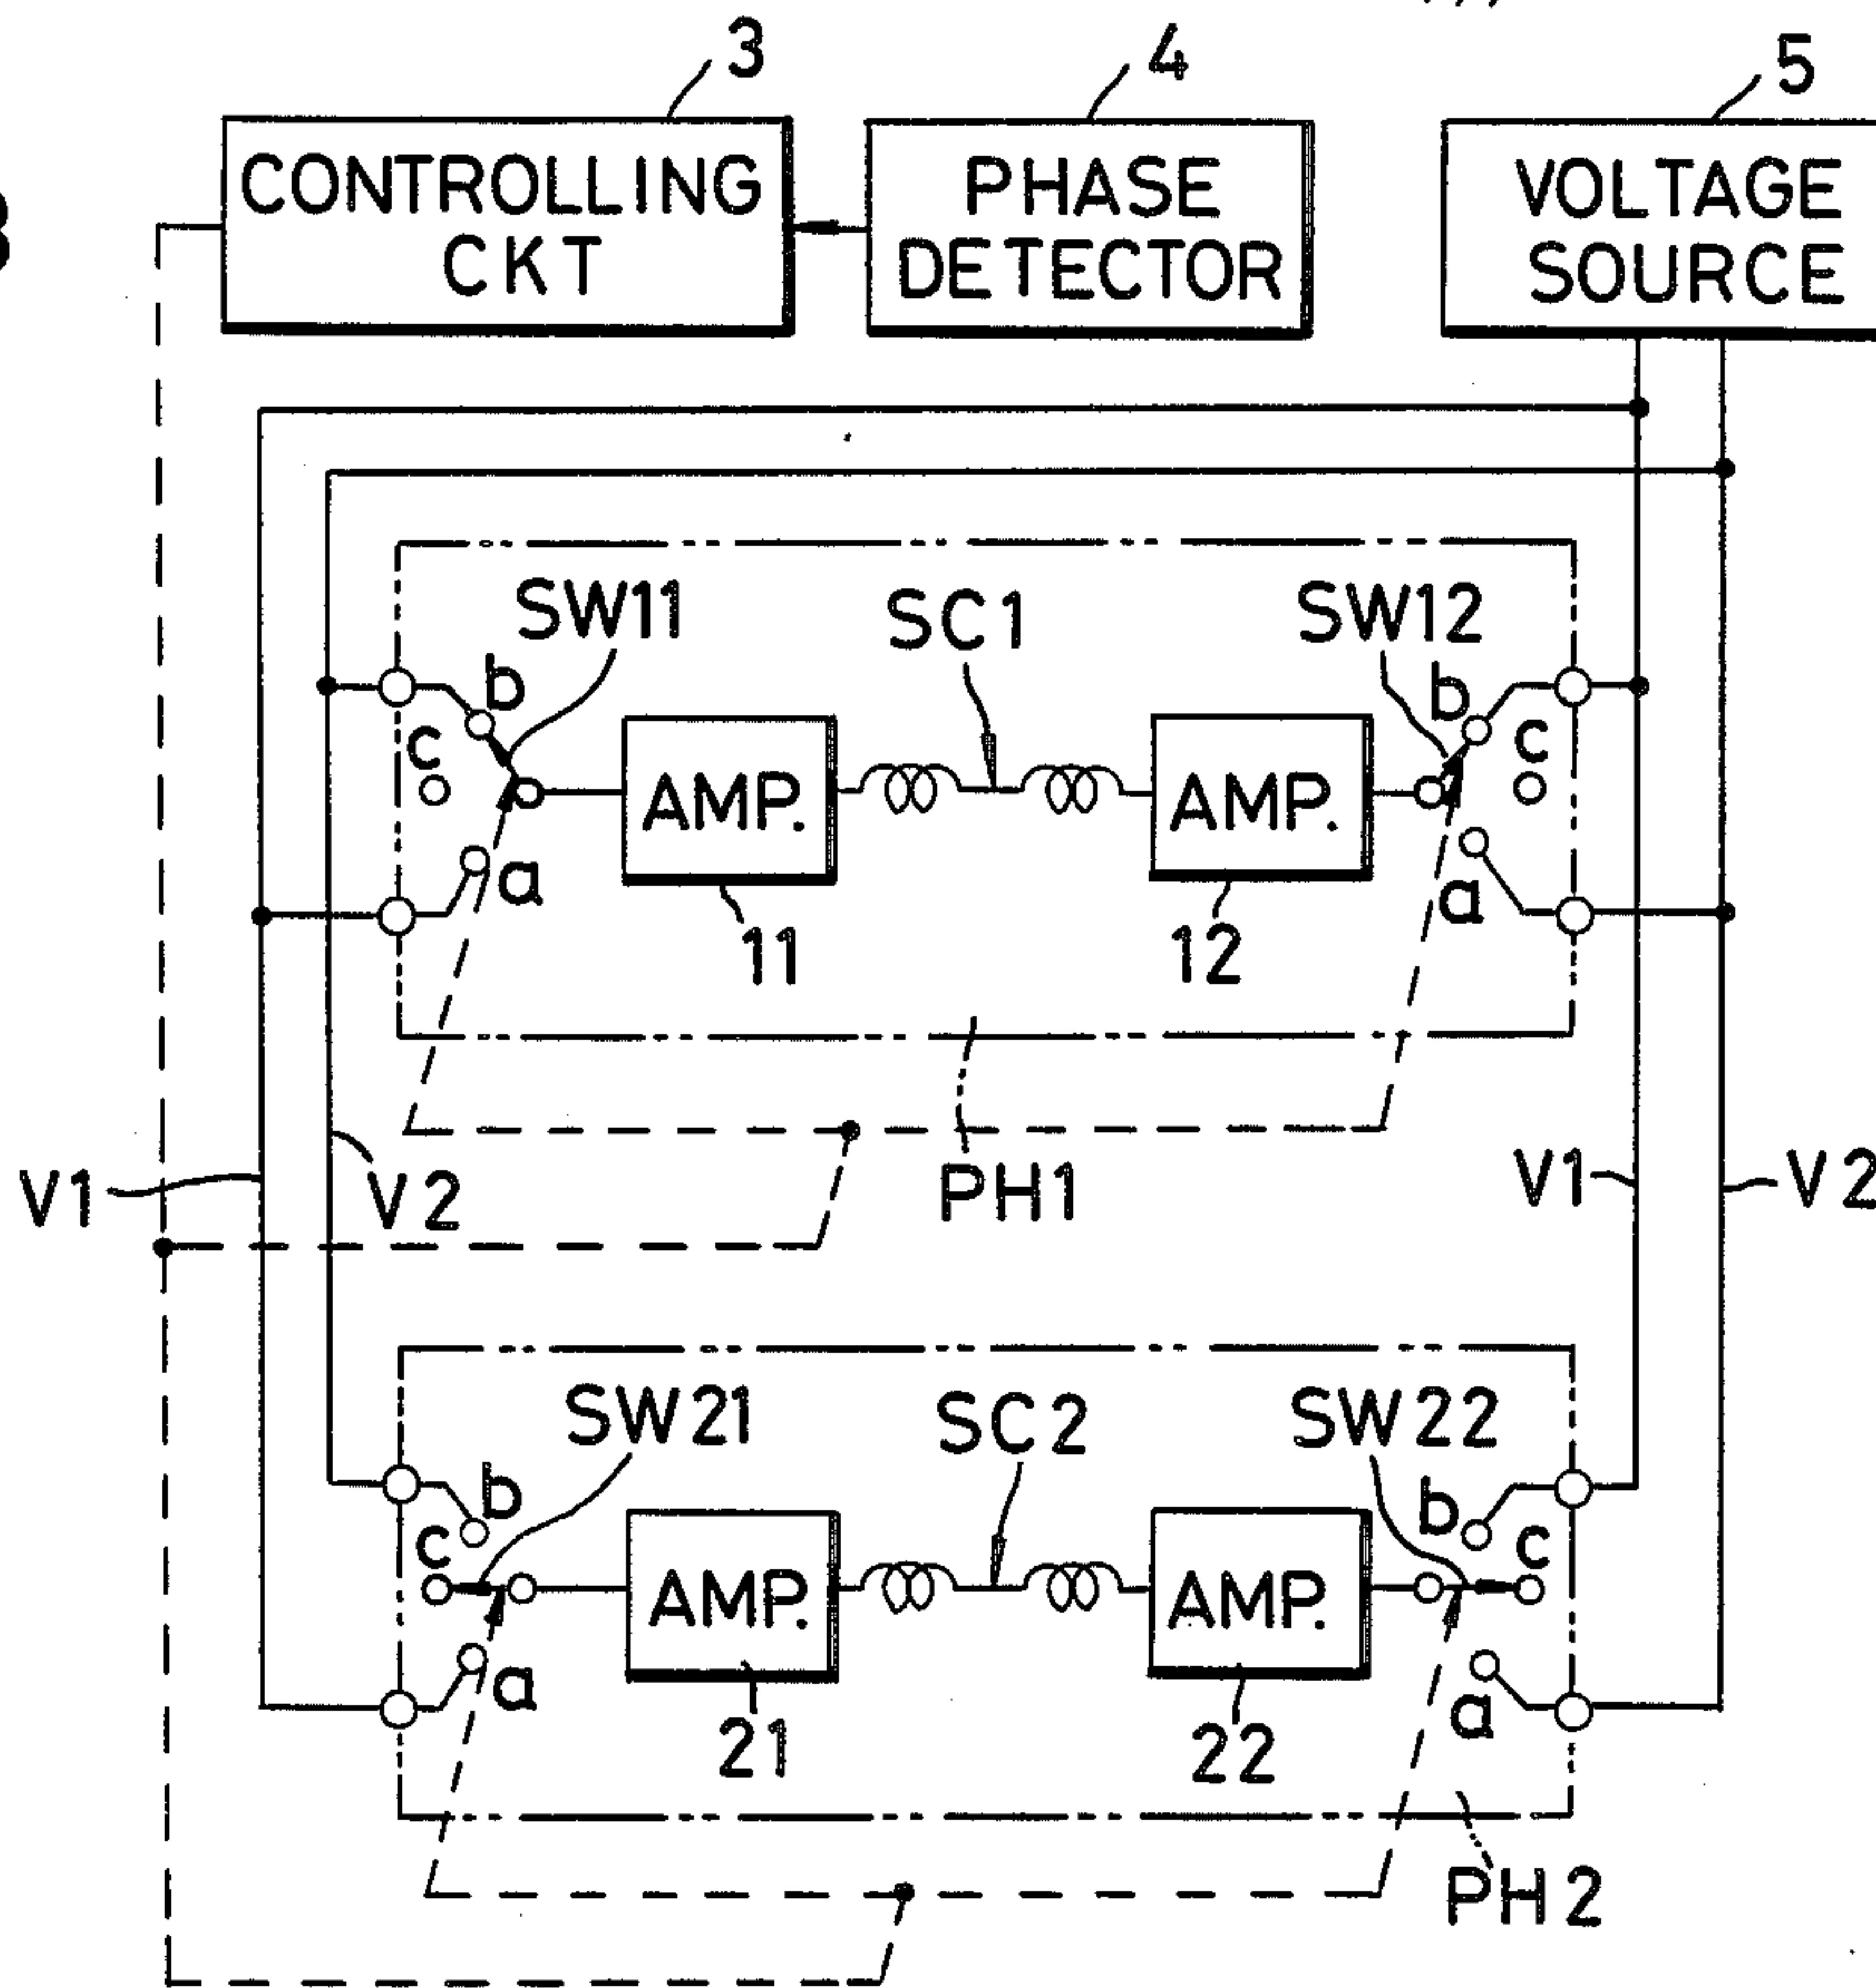 3
4
5
CONTROLLING
CKT
PHASE
DETECTOR
VOLTAGE
SOURCE
SW11
SC1
SW12
b
c
a
AMP.
11
AMP.
12
b
c
a
V1
V2
PH1
V1
V2
SW21
SC2
SW22
b
c
a
AMP.
21
AMP.
22
b
c
a
PH2